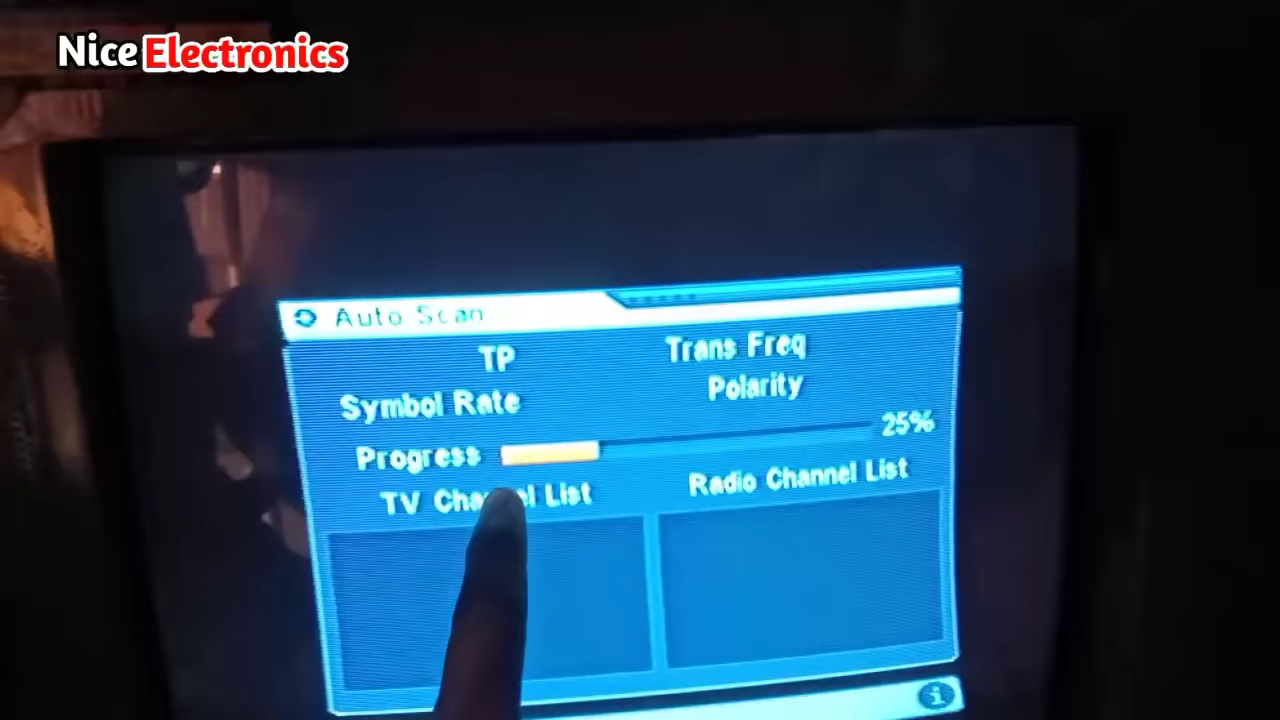 Nice Electronics
Auto Scan
TP
Trans Freq
Symbol Rate
Polarity
Progress
25%
TV Channel List
Radio Channel List